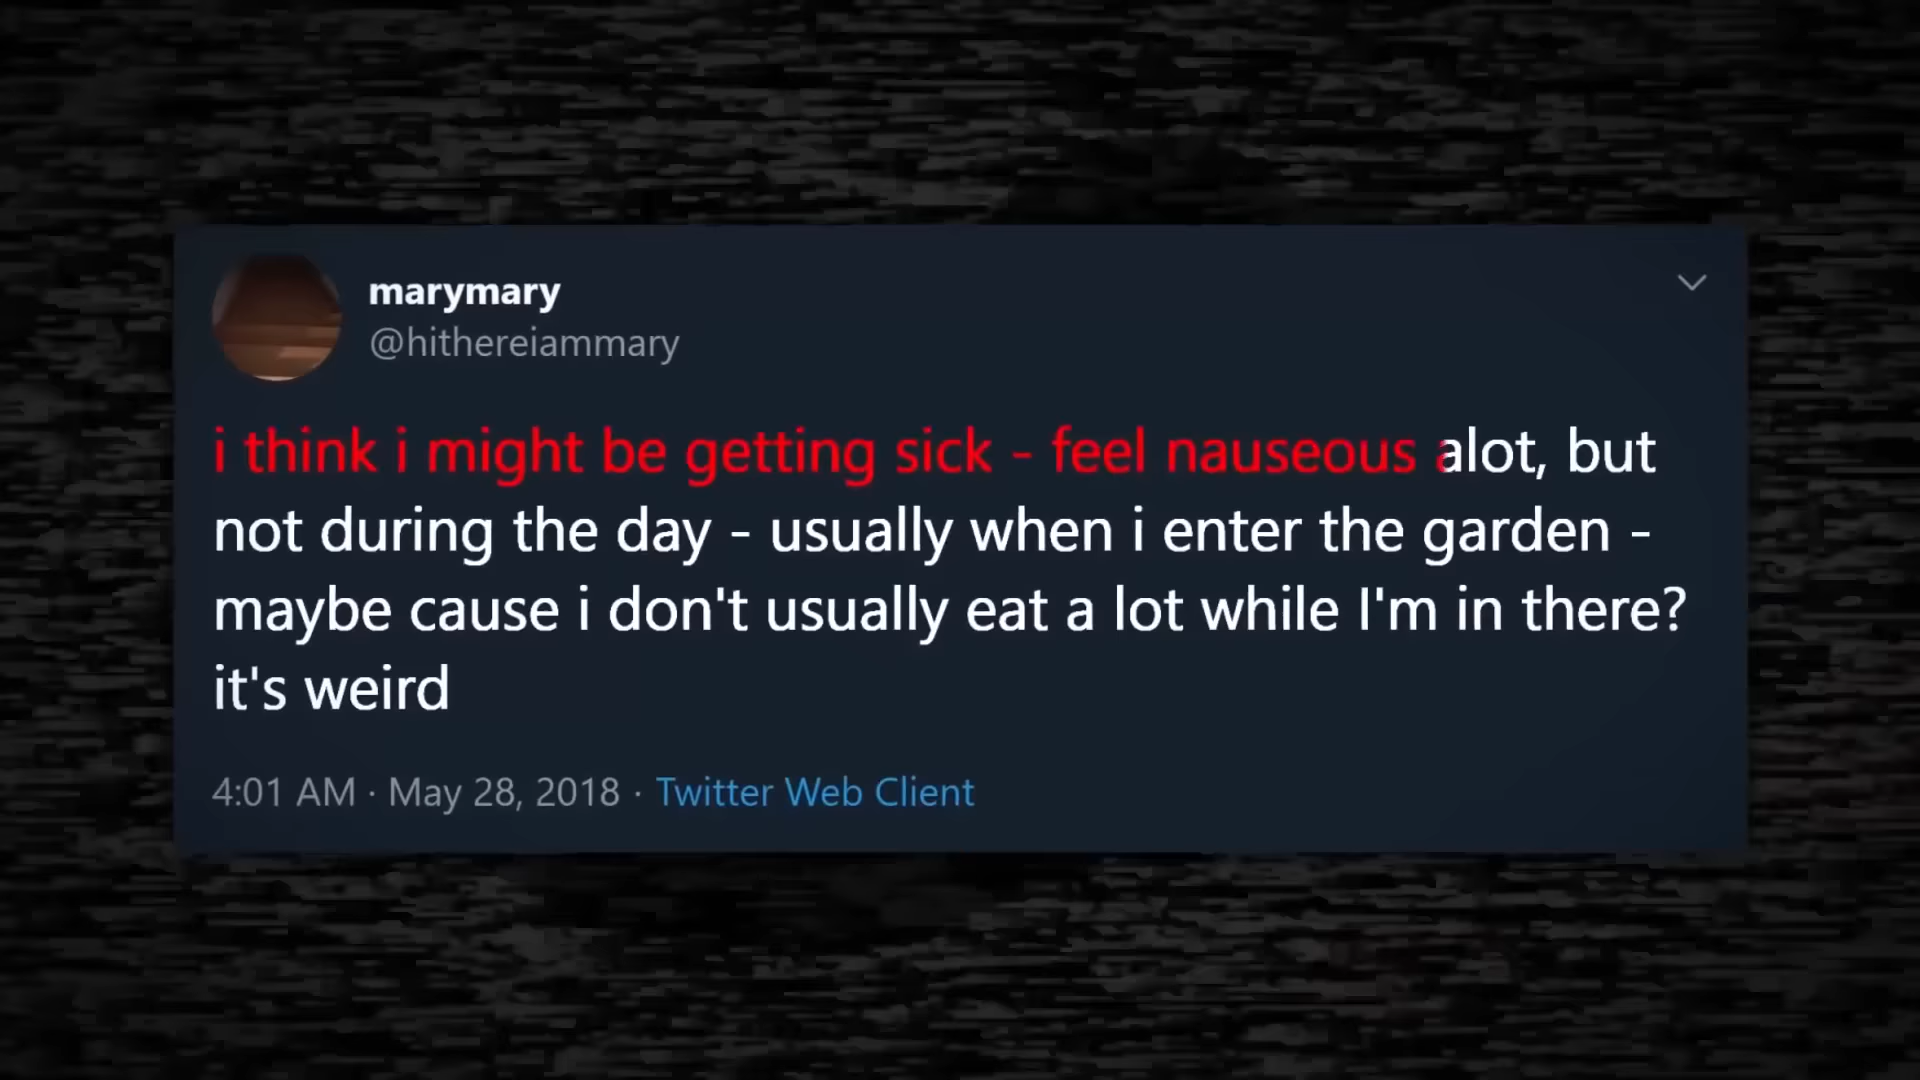 marymary
@hithereiammary
i think i might be getting sick - feel nauseous alot, but
not during the day - usually when i enter the garden -
maybe cause i don't usually eat a lot while I'm in there?
it's weird
4:01 AM · May 28, 2018 · Twitter Web Client